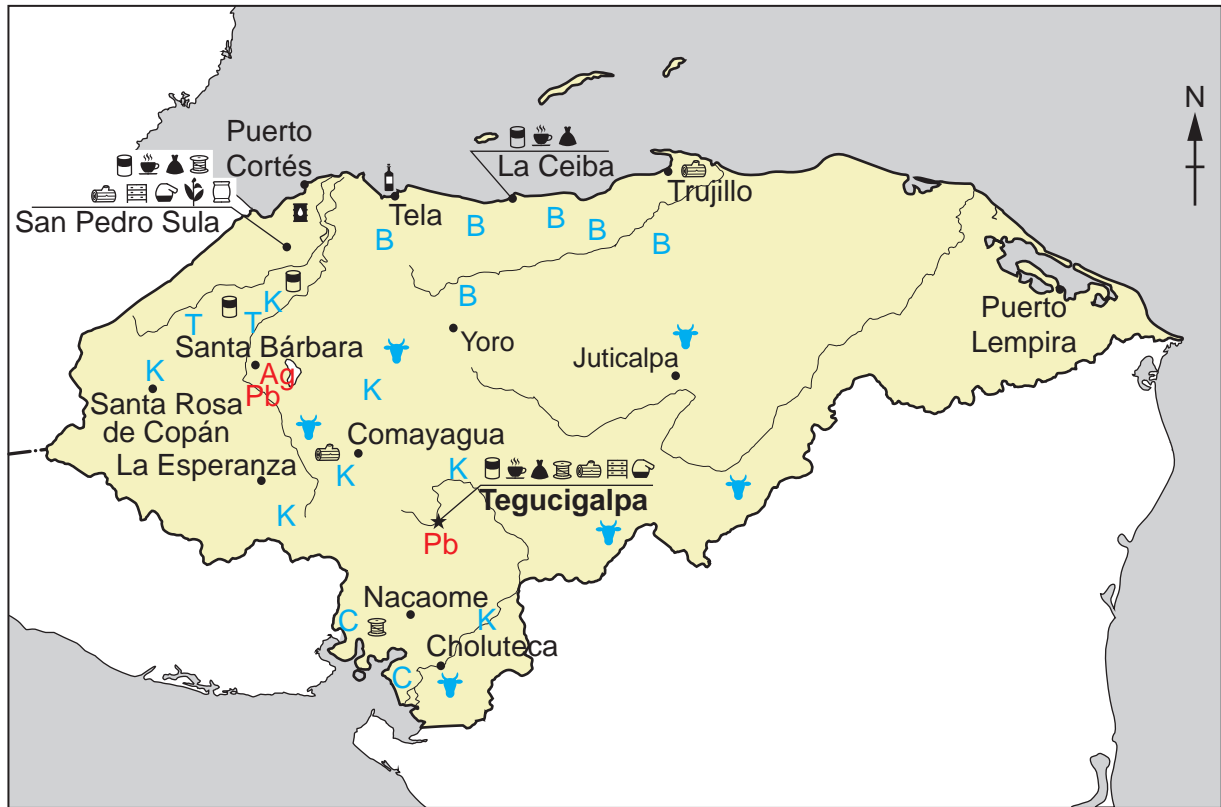 N
Puerto
Cortés
La Ceiba
Trujillo
San Pedro Sula
Tela
B
B
B
B
B
B
K
T
T
Puerto
Lempira
Yoro
Santa Bárbara
Juticalpa
K
Ag
Pb
K
Santa Rosa
de Copán
Comayagua
La Esperanza
K
K
Tegucigalpa
K
Pb
Nacaome
C
K
Choluteca
C